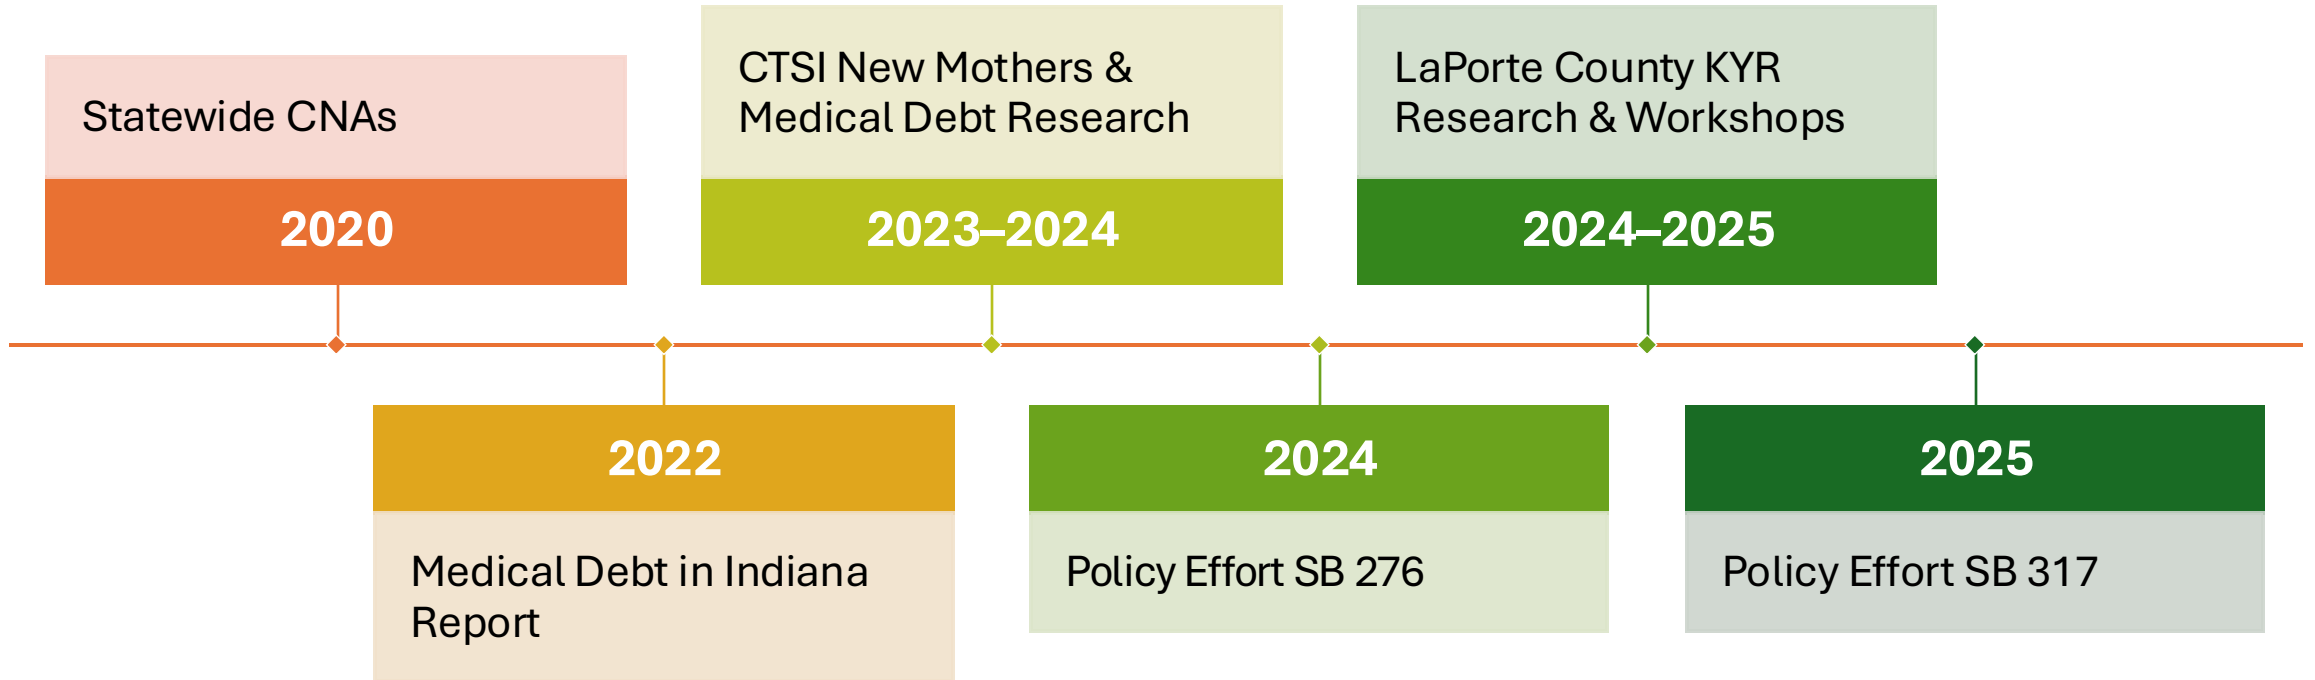 Statewide CNAs
2020
2022
Medical Debt in Indiana
Report
CTSI New Mothers &
Medical Debt Research
2023–2024
2024
Policy Effort SB 276
LaPorte County KYR
Research & Workshops
2024–2025
2025
Policy Effort SB 317